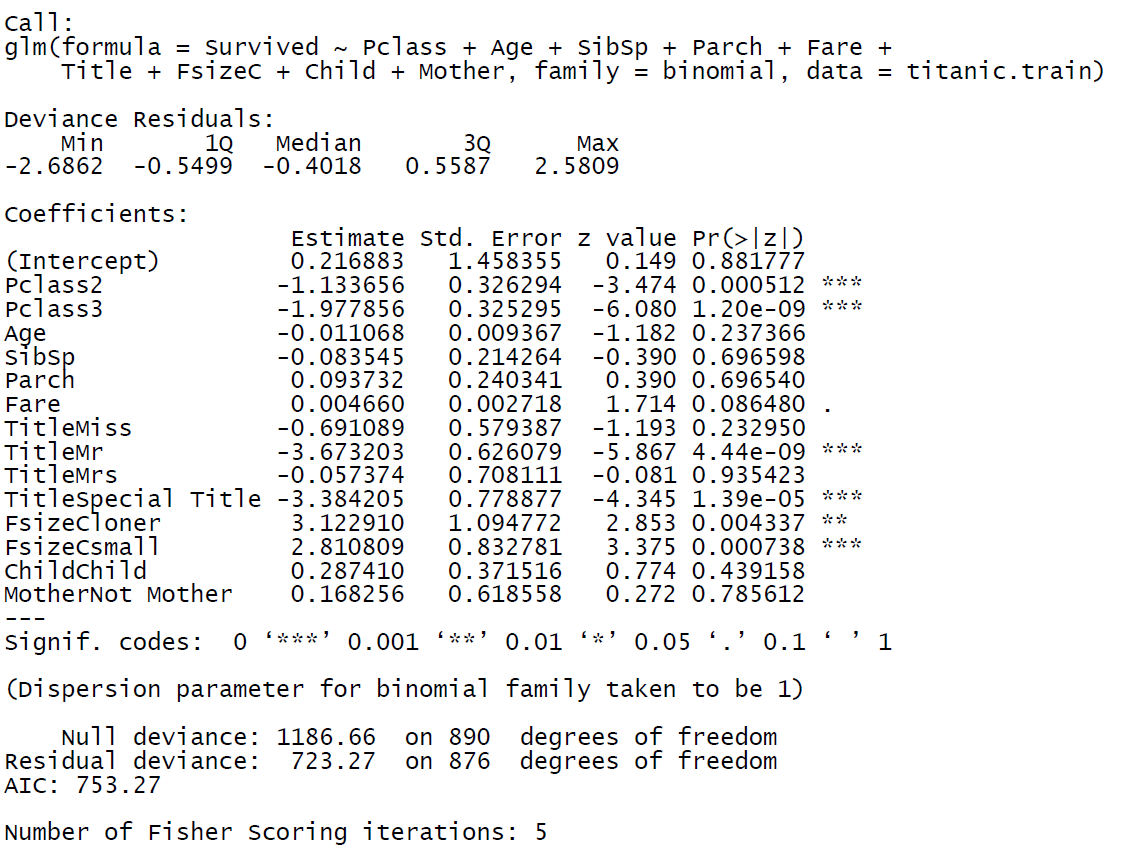 Call:
glm(formula = Survived ~ Pclass + Age + SibSp + Parch + Fare +
    Title + FsizeC + Child + Mother, family = binomial, data = titanic.train)

Deviance Residuals:
    Min       1Q   Median       3Q      Max
-2.6862  -0.5499  -0.4018   0.5587   2.5809

Coefficients:
                    Estimate Std. Error z value Pr(>|z|)
(Intercept)         0.216883   1.458355   0.149 0.881777
Pclass2            -1.133656   0.326294  -3.474 0.000512 ***
Pclass3            -1.977856   0.325295  -6.080 1.20e-09 ***
Age                -0.011068   0.009367  -1.182 0.237366
SibSp              -0.083545   0.214264  -0.390 0.696598
Parch               0.093732   0.240341   0.390 0.696540
Fare                0.004660   0.002718   1.714 0.086480 .
TitleMiss          -0.691089   0.579387  -1.193 0.232950
TitleMr            -3.673203   0.626079  -5.867 4.44e-09 ***
TitleMrs           -0.057374   0.708111  -0.081 0.935423
TitleSpecial Title -3.384205   0.778877  -4.345 1.39e-05 ***
FsizeCloner         3.122910   1.094772   2.853 0.004337 **
FsizeCsmall         2.810809   0.832781   3.375 0.000738 ***
ChildChild          0.287410   0.371516   0.774 0.439158
MotherNot Mother    0.168256   0.618558   0.272 0.785612
---
Signif. codes:  0 ‘***’ 0.001 ‘**’ 0.01 ‘*’ 0.05 ‘.’ 0.1 ‘ ’ 1

(Dispersion parameter for binomial family taken to be 1)

    Null deviance: 1186.66  on 890  degrees of freedom
Residual deviance:  723.27  on 876  degrees of freedom
AIC: 753.27

Number of Fisher Scoring iterations: 5